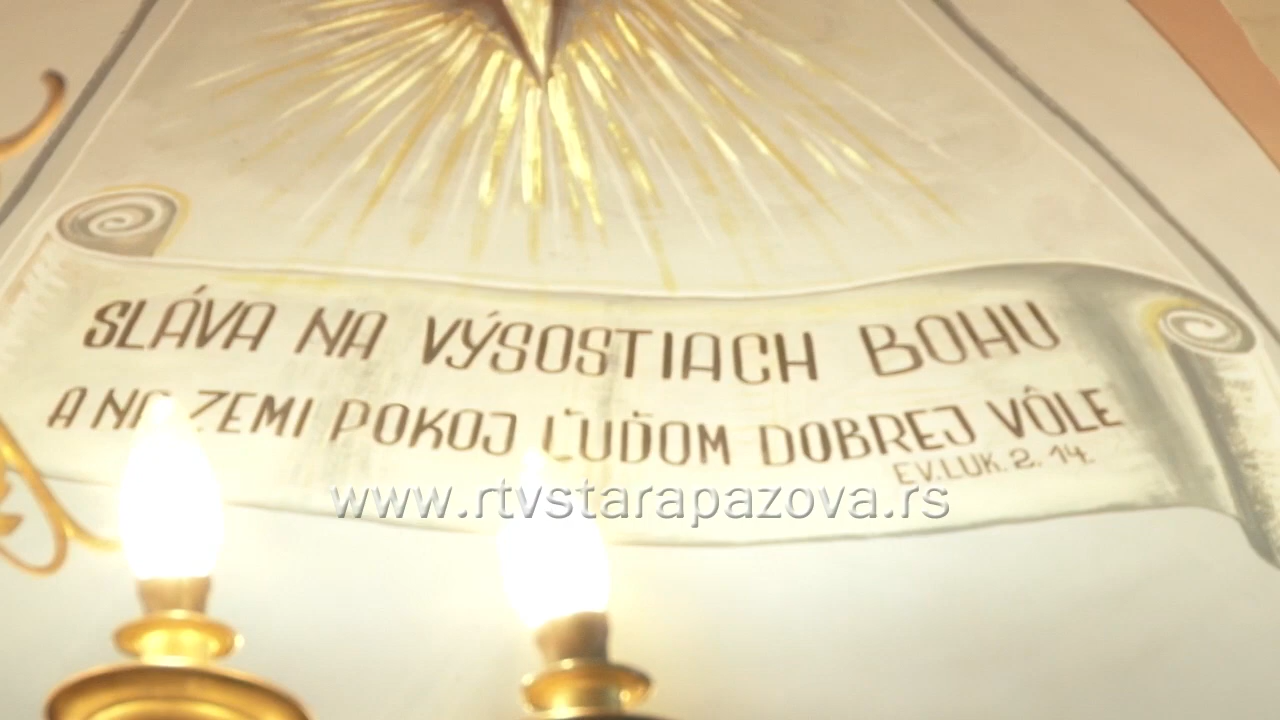 SLÁVA NA VÝSOSTIACH BOHU
A NA ZEMI POKOJ ĽUĎOM DOBREJ VÔLE
EV. LUK. 2. 14.
www.rtvstarapazova.rs